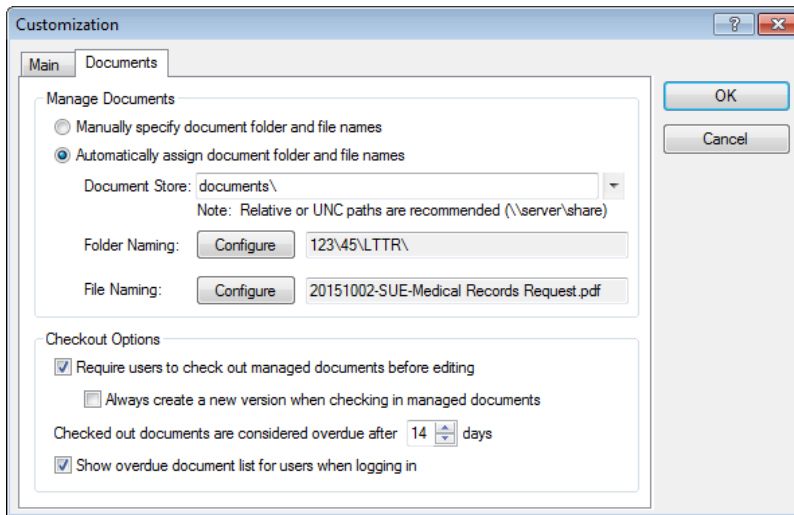 Customization
Main Documents
OK
Cancel
Manage Documents
Manually specify document folder and file names
Automatically assign document folder and file names
Document Store: documents\
Note: Relative or UNC paths are recommended (\\server\share)
Folder Naming: Configure 123\45\LTTR\
File Naming: Configure 20151002-SUE-Medical Records Request.pdf
Checkout Options
Require users to check out managed documents before editing
Always create a new version when checking in managed documents
Checked out documents are considered overdue after 14 days
Show overdue document list for users when logging in